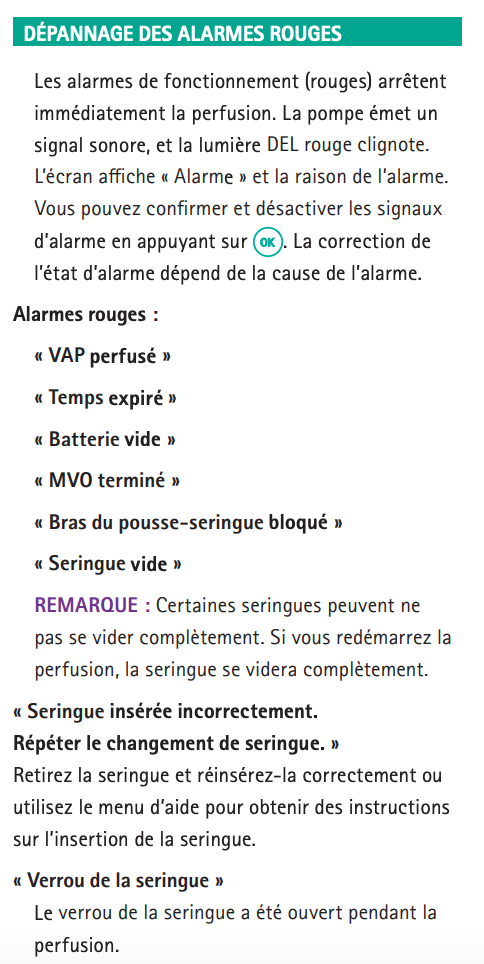 DÉPANNAGE DES ALARMES ROUGES
Les alarmes de fonctionnement (rouges) arrêtent
immédiatement la perfusion. La pompe émet un
signal sonore, et la lumière DEL rouge clignote.
L'écran affiche « Alarme » et la raison de l'alarme.
Vous pouvez confirmer et désactiver les signaux
d'alarme en appuyant sur OK. La correction de
l'état d'alarme dépend de la cause de l'alarme.
Alarmes rouges :
« VAP perfusé »
« Temps expiré »
« Batterie vide »
« MVO terminé »
« Bras du pousse-seringue bloqué »
« Seringue vide »
REMARQUE : Certaines seringues peuvent ne
pas se vider complètement. Si vous redémarrez la
perfusion, la seringue se videra complètement.
« Seringue insérée incorrectement.
Répéter le changement de seringue. »
Retirez la seringue et réinsérez-la correctement ou
utilisez le menu d'aide pour obtenir des instructions
sur l'insertion de la seringue.
« Verrou de la seringue »
Le verrou de la seringue a été ouvert pendant la
perfusion.